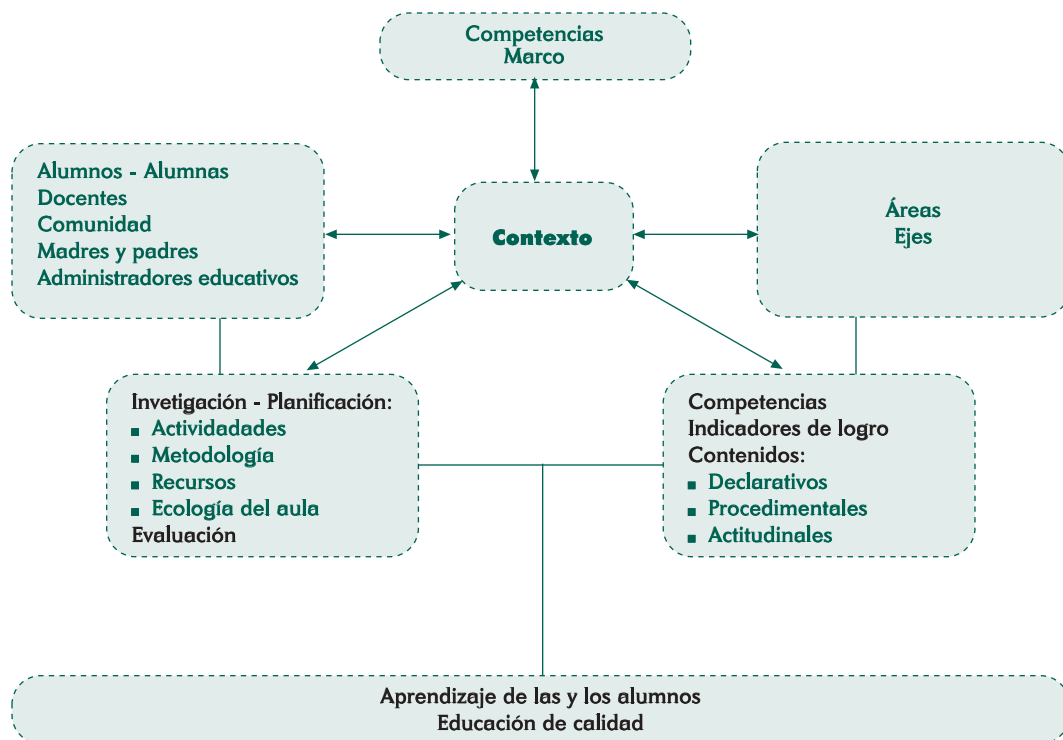 Competencias
Marco
Alumnos - Alumnas
Docentes
Comunidad
Madres y padres
Administradores educativos
Contexto
Áreas
Ejes
Invetigación - Planificación:
▪ Actividadades
▪ Metodología
▪ Recursos
▪ Ecología del aula
Evaluación
Competencias
Indicadores de logro
Contenidos:
▪ Declarativos
▪ Procedimentales
▪ Actitudinales
Aprendizaje de las y los alumnos
Educación de calidad